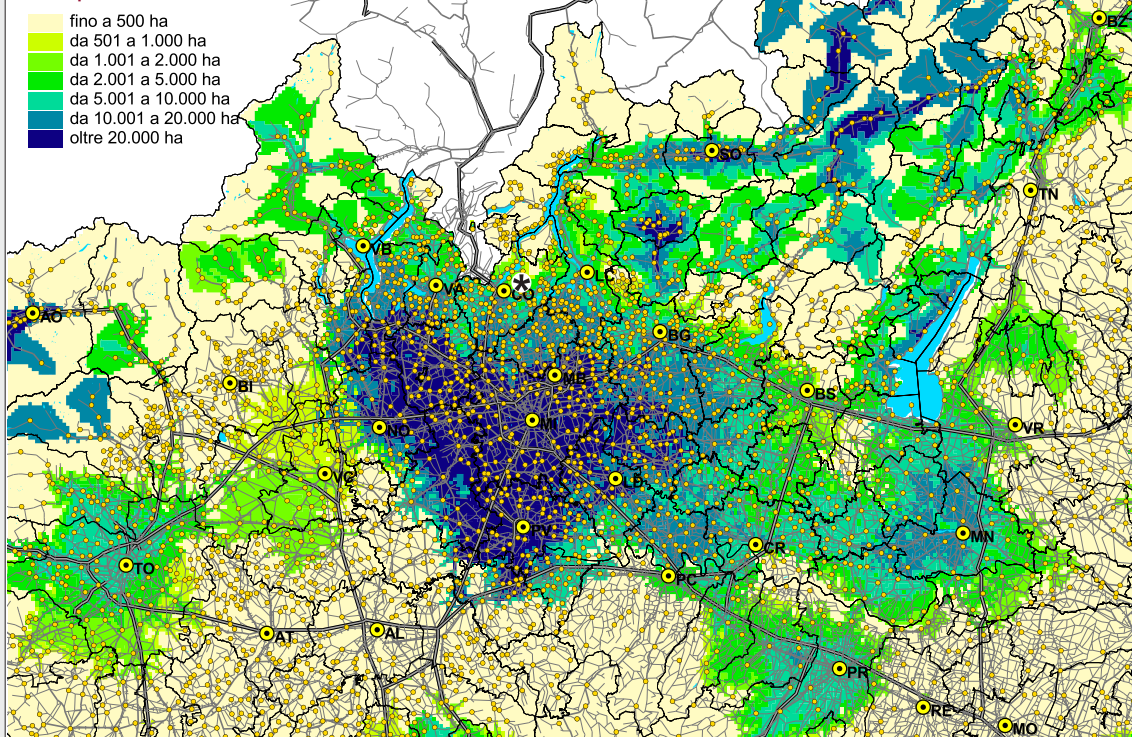 fino a 500 ha
da 501 a 1.000 ha
da 1.001 a 2.000 ha
da 2.001 a 5.000 ha
da 5.001 a 10.000 ha
da 10.001 a 20.000 ha
oltre 20.000 ha
BZ
SO
TN
VB
VA
CO
*
LC
AO
BG
BI
MB
BS
NO
MI
VR
VC
LO
PV
MN
CR
TO
PC
AT
AL
PR
RE
MO